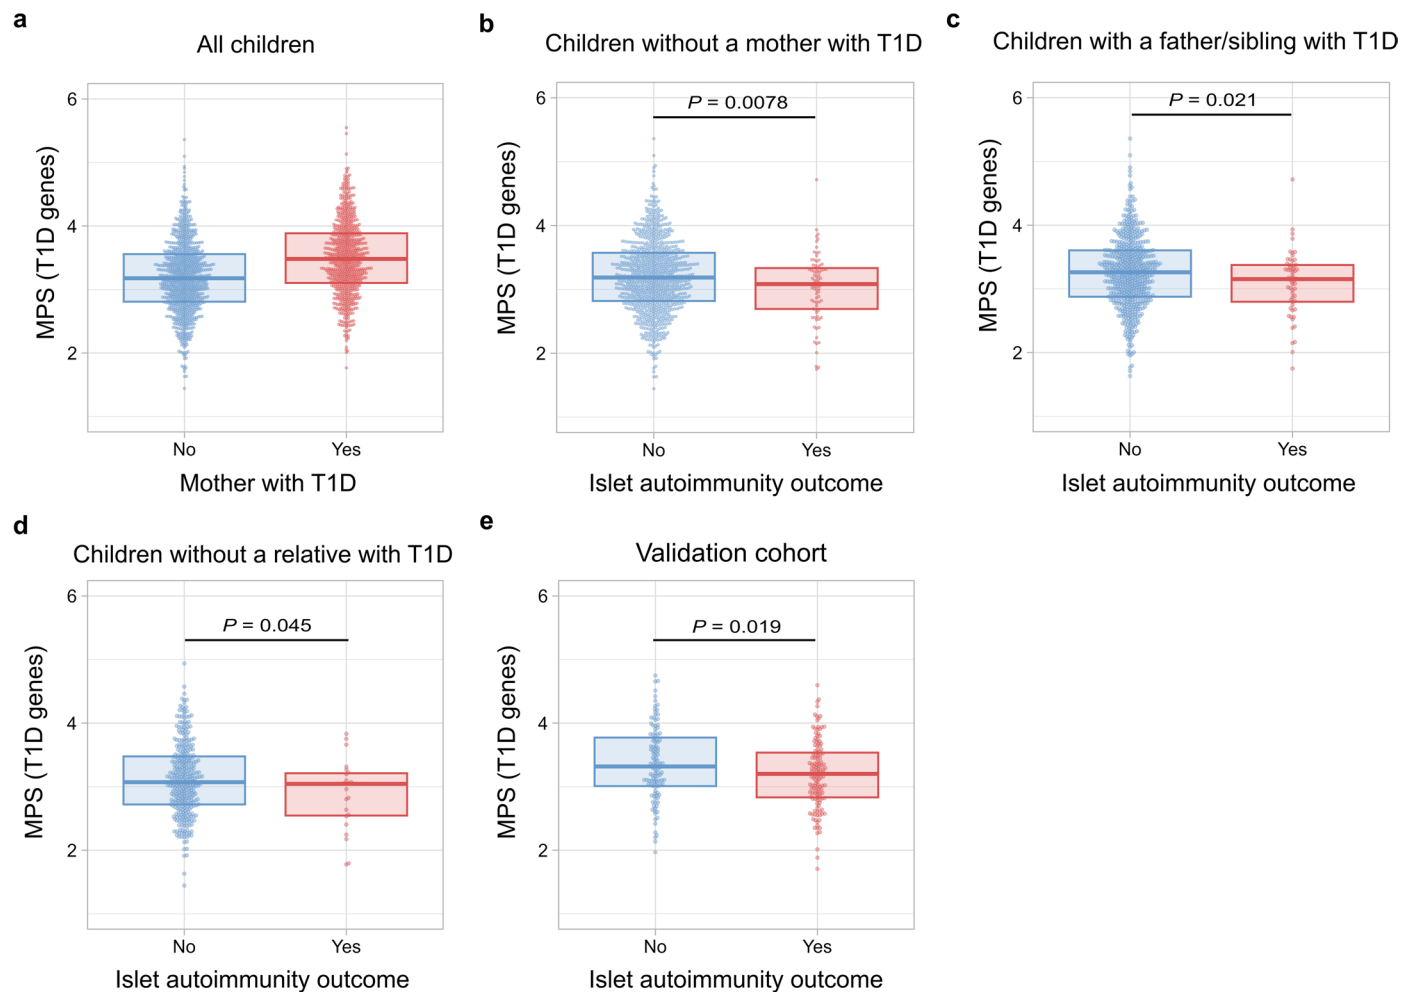 a
All children
MPS (T1D genes)
6
4
2
No
Yes
Mother with T1D
b
Children without a mother with T1D
MPS (T1D genes)
6
4
2
P = 0.0078
No
Yes
Islet autoimmunity outcome
c
Children with a father/sibling with T1D
MPS (T1D genes)
6
4
2
P = 0.021
No
Yes
Islet autoimmunity outcome
d
Children without a relative with T1D
MPS (T1D genes)
6
4
2
P = 0.045
No
Yes
Islet autoimmunity outcome
e
Validation cohort
MPS (T1D genes)
6
4
2
P = 0.019
No
Yes
Islet autoimmunity outcome